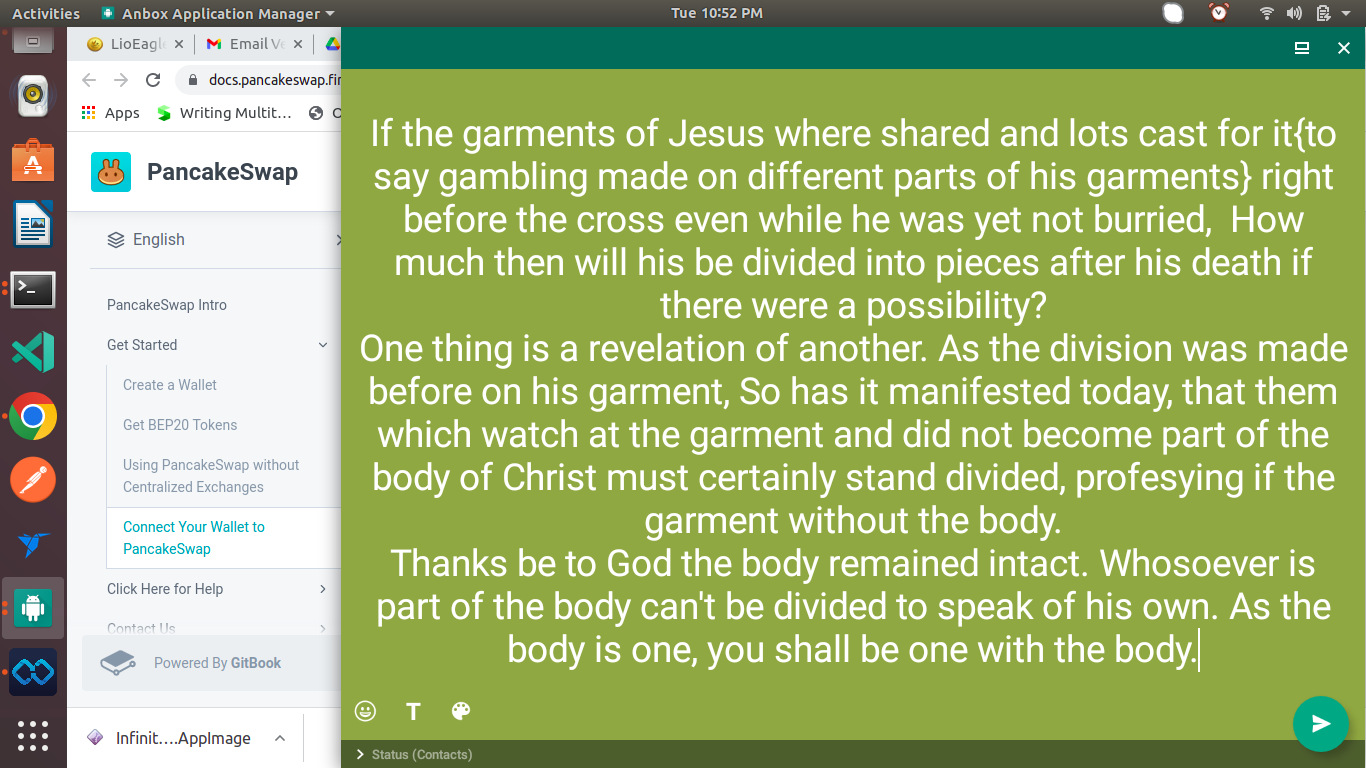 Activities
Anbox Application Manager
Tue 10:52 PM
LioEagl
Email Ve
docs.pancakeswap.fin
Apps
Writing Multit…
PancakeSwap
English
PancakeSwap Intro
Get Started
Create a Wallet
Get BEP20 Tokens
Using PancakeSwap without
Centralized Exchanges
Connect Your Wallet to
PancakeSwap
Click Here for Help
Contact Us
Powered By GitBook
Infinit….AppImage
If the garments of Jesus where shared and lots cast for it{to
say gambling made on different parts of his garments} right
before the cross even while he was yet not burried,  How
much then will his be divided into pieces after his death if
there were a possibility?
One thing is a revelation of another. As the division was made
before on his garment, So has it manifested today, that them
which watch at the garment and did not become part of the
body of Christ must certainly stand divided, profesying if the
garment without the body.
Thanks be to God the body remained intact. Whosoever is
part of the body can't be divided to speak of his own. As the
body is one, you shall be one with the body.
T
Status (Contacts)